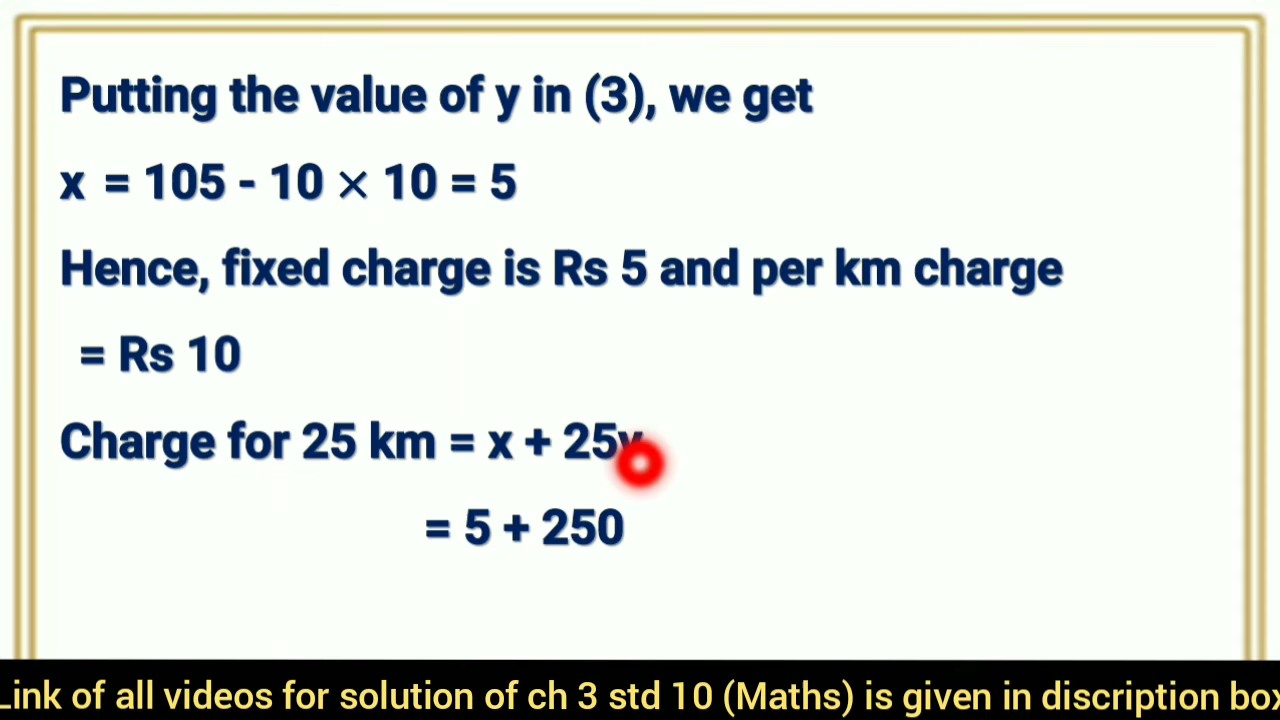 Putting the value of y in (3), we get
x = 105 - 10 × 10 = 5
Hence, fixed charge is Rs 5 and per km charge
= Rs 10
Charge for 25 km = x + 25y
= 5 + 250
Link of all videos for solution of ch 3 std 10 (Maths) is given in discription box